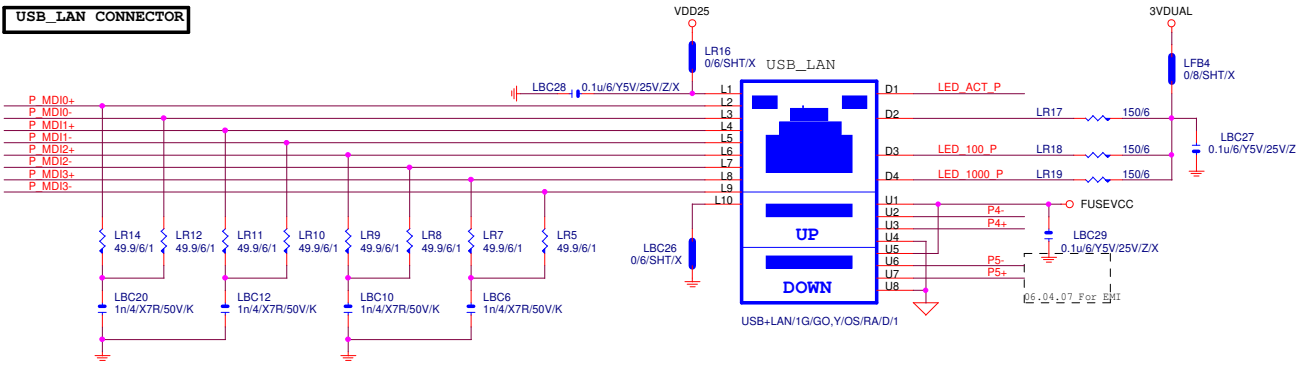 USB_LAN CONNECTOR
VDD25
3VDUAL
LR16
0/6/SHT/X
USB_LAN
LFB4
0/8/SHT/X
LBC28
0.1u/6/Y5V/25V/Z/X
P_MDI0+
P_MDI0-
P_MDI1+
P_MDI1-
P_MDI2+
P_MDI2-
P_MDI3+
P_MDI3-
L1
L2
L3
L4
L5
L6
L7
L8
L9
L10
D1
D2
D3
D4
LED_ACT_P
LR17
150/6
LED_100_P
LR18
150/6
LED_1000_P
LR19
150/6
LBC27
0.1u/6/Y5V/25V/Z
U1
U2
U3
U4
U5
U6
U7
U8
FUSEVCC
P4-
P4+
P5-
P5+
LBC29
0.1u/6/Y5V/25V/Z/X
06.04.07 For EMI
UP
DOWN
LR14
49.9/6/1
LR12
49.9/6/1
LR11
49.9/6/1
LR10
49.9/6/1
LR9
49.9/6/1
LR8
49.9/6/1
LR7
49.9/6/1
LR5
49.9/6/1
LBC26
0/6/SHT/X
LBC20
1n/4/X7R/50V/K
LBC12
1n/4/X7R/50V/K
LBC10
1n/4/X7R/50V/K
LBC6
1n/4/X7R/50V/K
USB+LAN/1G/GO,Y/OS/RA/D/1